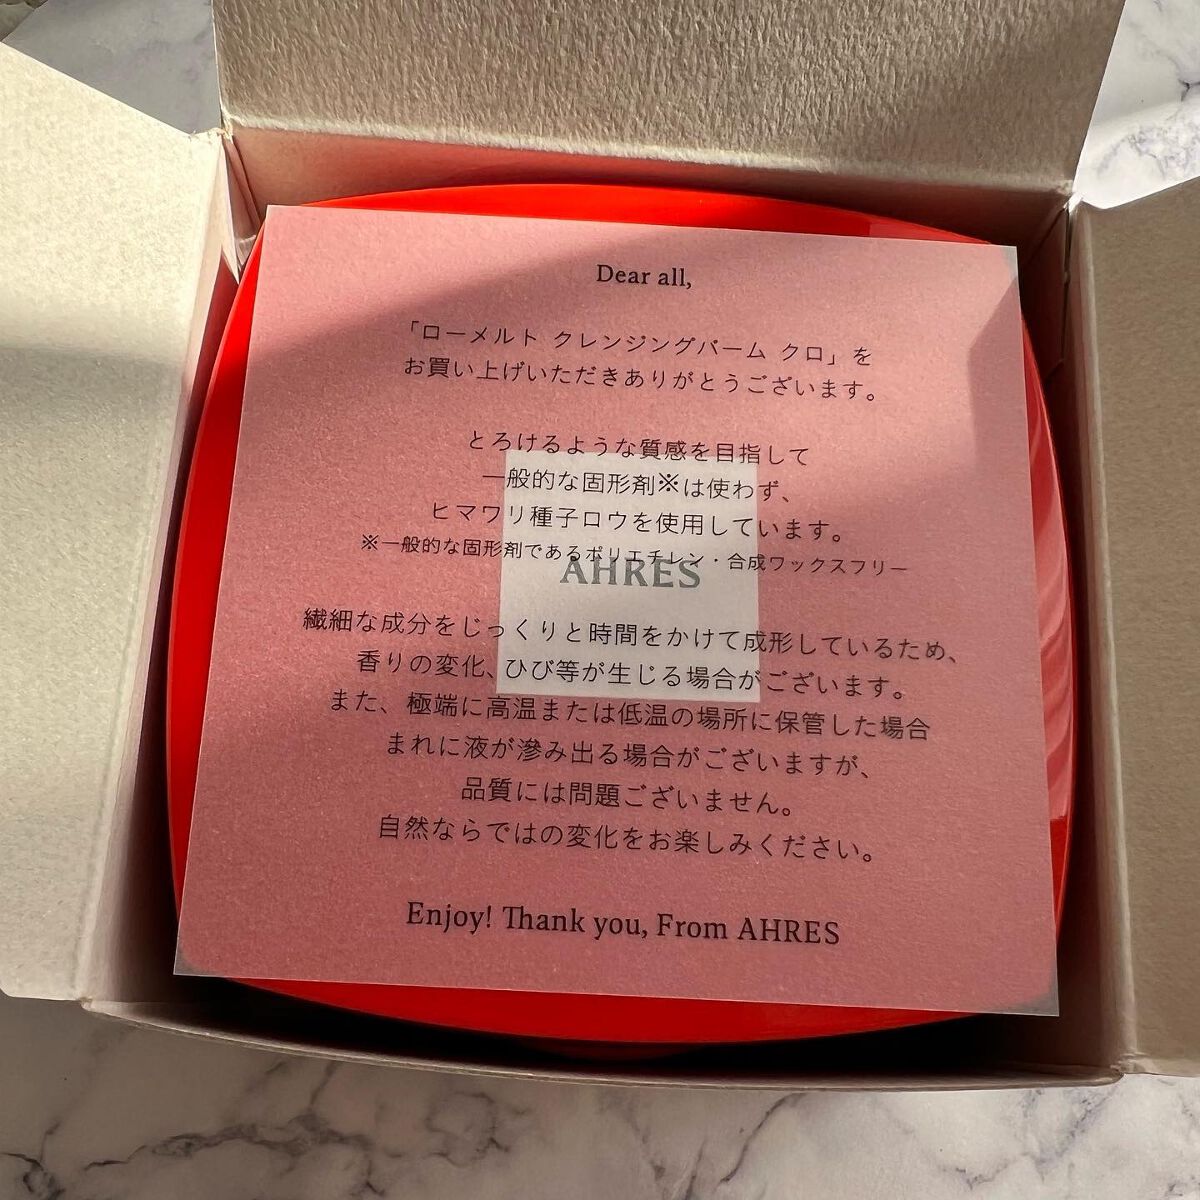 Dear all,
「ローメルト クレンジングバーム クロ」を
お買い上げいただきありがとうございます。
とろけるような質感を目指して
一般的な固形剤※は使わず、
ヒマワリ種子ロウを使用しています。
※一般的な固形剤であるポリエチレン・合成ワックスフリー
AHRES
繊細な成分をじっくりと時間をかけて成形しているため、
香りの変化、ひび等が生じる場合がございます。
また、極端に高温または低温の場所に保管した場合
まれに液が滲み出る場合がございますが、
品質には問題ございません。
自然ならではの変化をお楽しみください。
Enjoy! Thank you, From AHRES